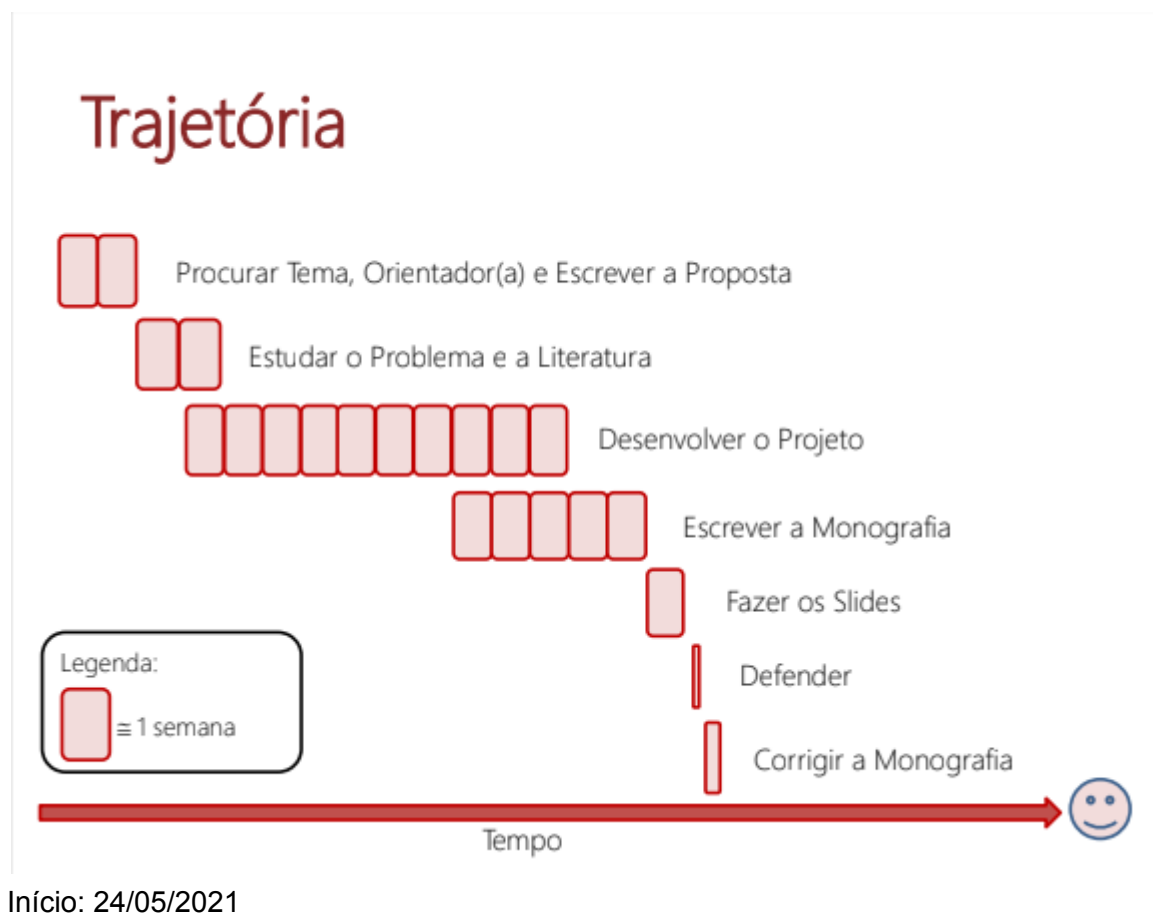 Trajetória
Procurar Tema, Orientador(a) e Escrever a Proposta
Estudar o Problema e a Literatura
Desenvolver o Projeto
Escrever a Monografia
Fazer os Slides
Legenda:
≅ 1 semana
Defender
Corrigir a Monografia
Tempo
Início: 24/05/2021